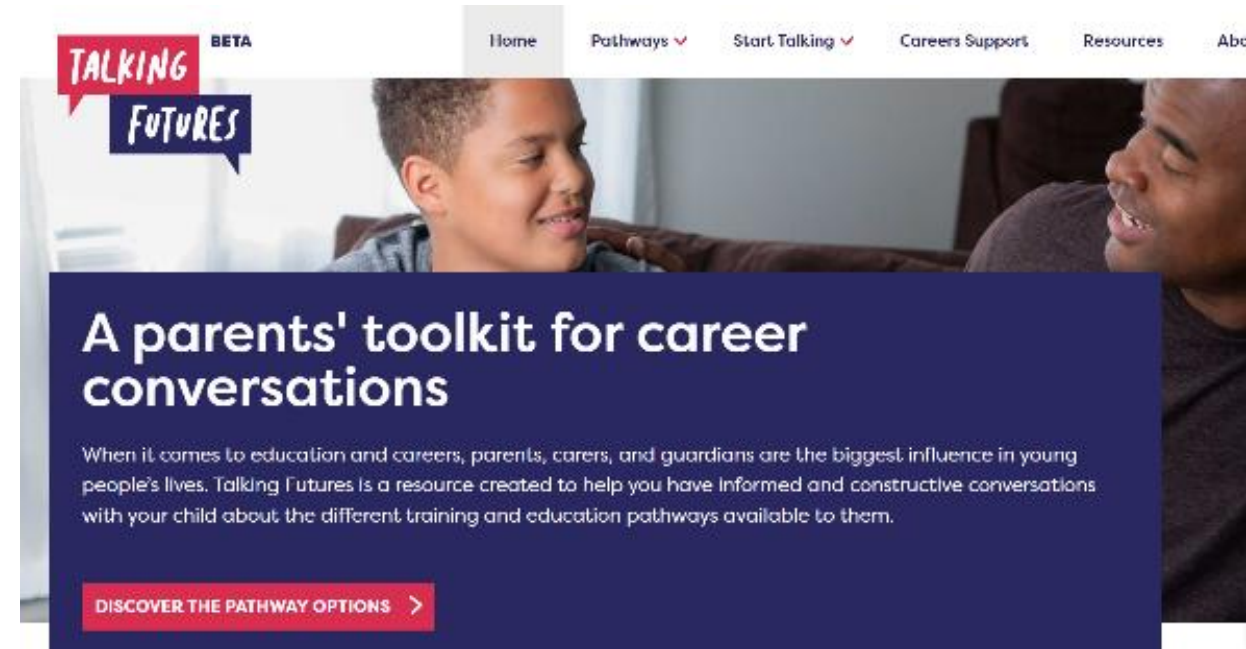 TALKING
FUTURES
BETA
Home Pathways Start Talking Careers Support Resources Abo
A parents' toolkit for career
conversations
When it comes to education and careers, parents, carers, and guardians are the biggest influence in young
people's lives. Talking Futures is a resource created to help you have informed and constructive conversations
with your child about the different training and education pathways available to them.
DISCOVER THE PATHWAY OPTIONS